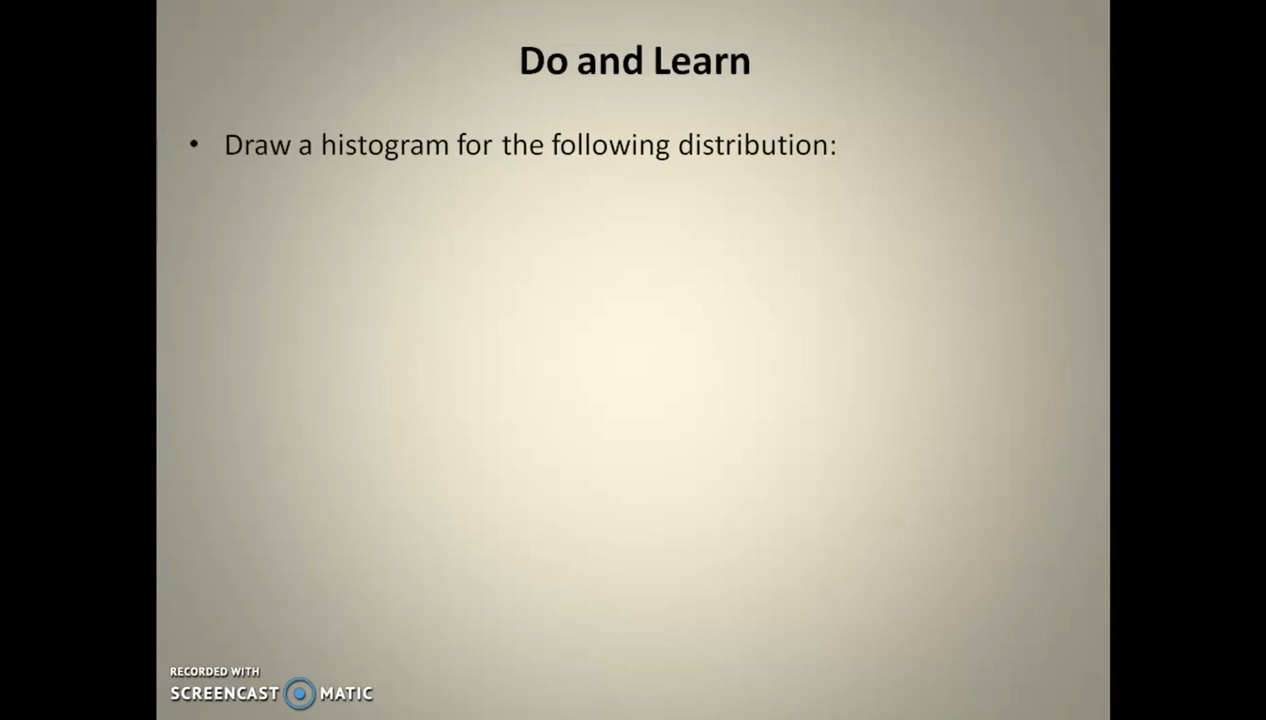 Do and Learn
• Draw a histogram for the following distribution:
RECORDED WITH
SCREENCAST MATIC